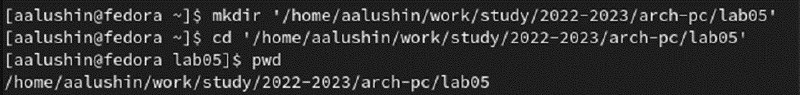 [aalushin@fedora ~]$ mkdir '/home/aalushin/work/study/2022-2023/arch-pc/lab05'
[aalushin@fedora ~]$ cd '/home/aalushin/work/study/2022-2023/arch-pc/lab05'
[aalushin@fedora lab05]$ pwd
/home/aalushin/work/study/2022-2023/arch-pc/lab05